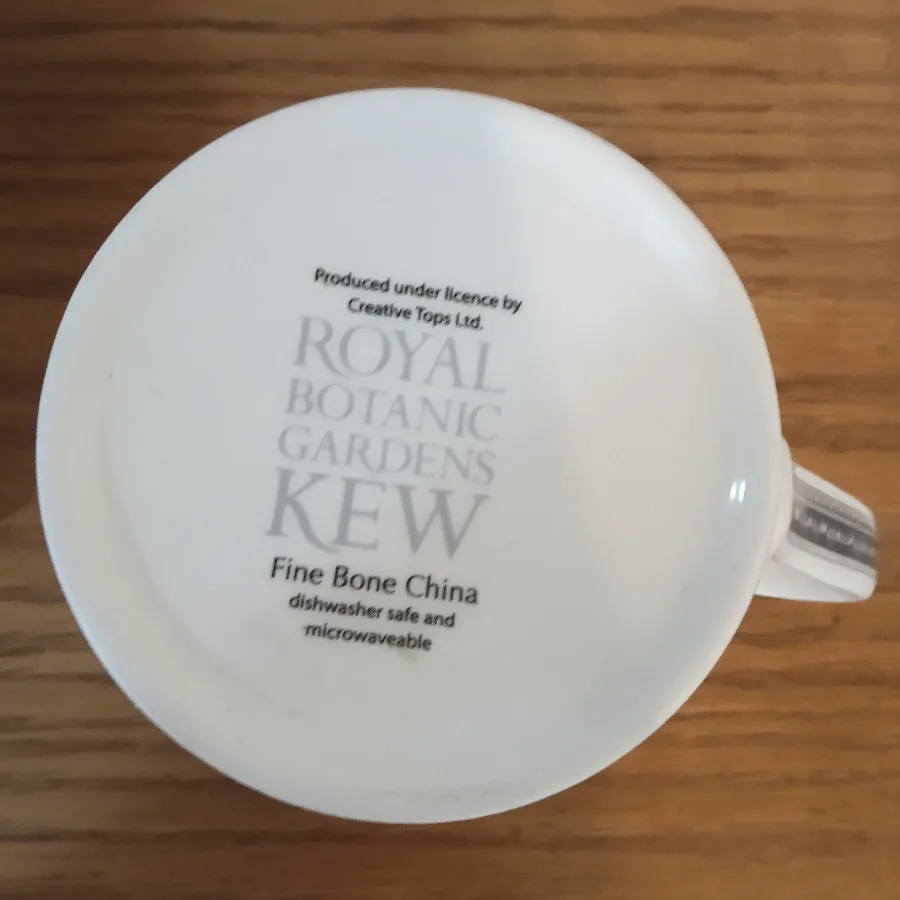 Produced under licence by
Creative Tops Ltd.
ROYAL
BOTANIC
GARDENS
KEW
Fine Bone China
dishwasher safe and
microwaveable